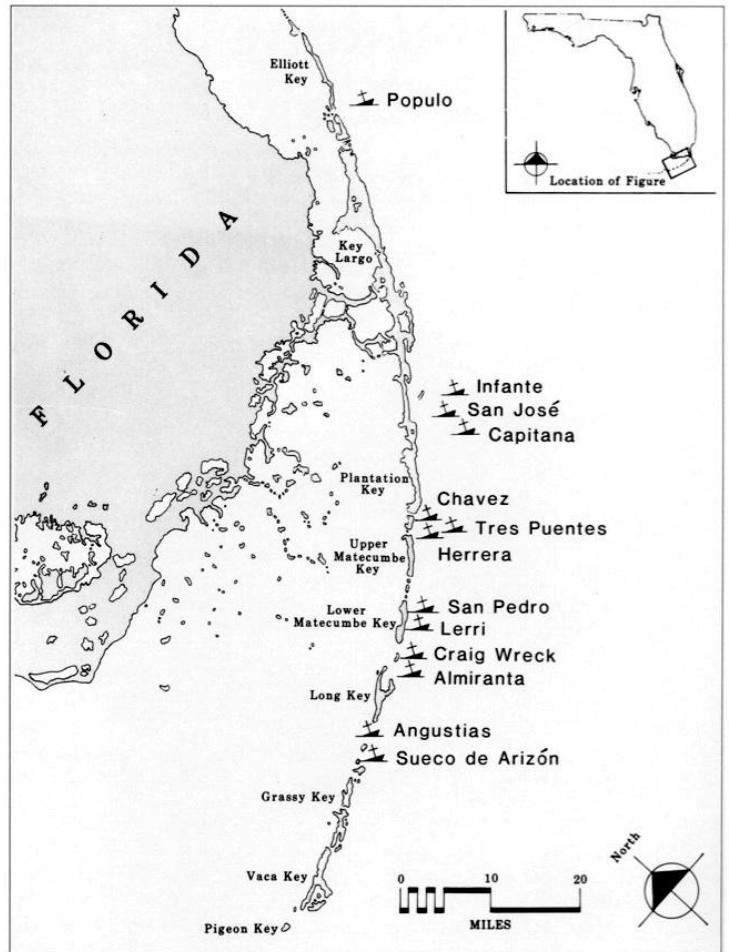 Elliott
Key
Populo
Location of Figure
FLORIDA
Key
Largo
Infante
San José
Capitana
Plantation
Key
Chavez
Tres Puentes
Upper
Matecumbe
Key
Herrera
Lower
Matecumbe Key
San Pedro
Lerri
Craig Wreck
Almiranta
Long Key
Angustias
Sueco de Arizón
Grassy Key
Vaca Key
Pigeon Key
North
0 10 20
MILES